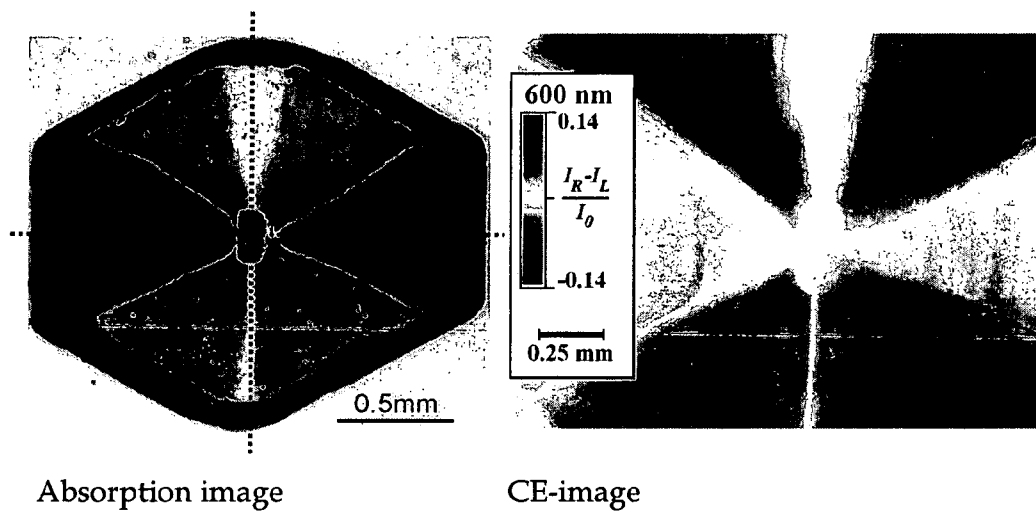 600 nm
0.14
I_R-I_L
I_0
-0.14
0.25 mm
0.5mm
Absorption image
CE-image